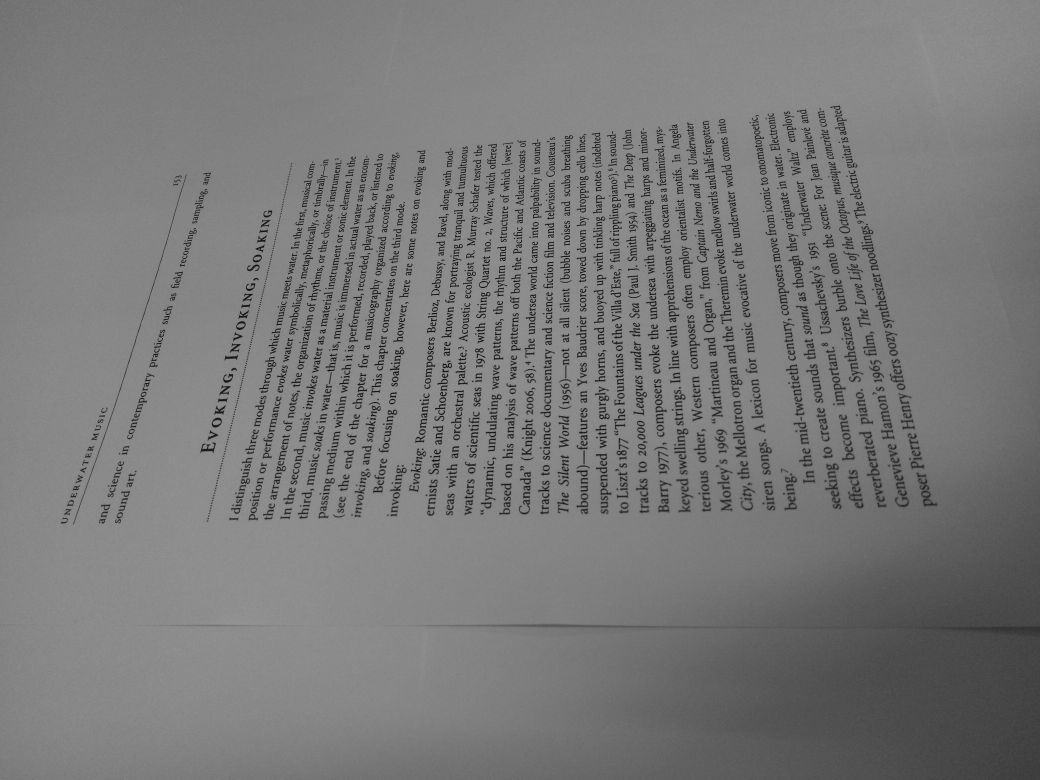 UNDERWATER MUSIC 153
and science in contemporary practices such as field recording, sampling, and
sound art.
Evoking, Invoking, Soaking
I distinguish three modes through which music meets water. In the first, musical com-
position or performance evokes water symbolically, metaphorically, or timbrally—in
the arrangement of notes, the organization of rhythms, or the choice of instrument.
In the second, music invokes water as a material instrument or sonic element. In the
third, music soaks in water—that is, music is immersed in actual water as an encom-
passing medium within which it is performed, recorded, played back, or listened to
(see the end of the chapter for a musicography organized according to evoking,
invoking, and soaking). This chapter concentrates on the third mode.
Before focusing on soaking, however, here are some notes on evoking and
invoking:
Evoking: Romantic composers Berlioz, Debussy, and Ravel, along with mod-
ernists Satie and Schoenberg, are known for portraying tranquil and tumultuous
seas with an orchestral palette.³ Acoustic ecologist R. Murray Schafer tested the
waters of scientific seas in 1978 with String Quartet no. 2, Waves, which offered
"dynamic, undulating wave patterns, the rhythm and structure of which [were]
based on his analysis of wave patterns off both the Pacific and Atlantic coasts of
Canada" (Knight 2006, 58).⁴ The undersea world came into palpability in sound-
tracks to science documentary and science fiction film and television. Cousteau's
The Silent World (1956)—not at all silent (bubble noises and scuba breathing
abound)—features an Yves Baudrier score, towed down by dropping cello lines,
suspended with gurgly horns, and buoyed up with tinkling harp notes (indebted
to Liszt's 1877 "The Fountains of the Villa d'Este," full of rippling piano).⁶ In sound-
tracks to 20,000 Leagues under the Sea (Paul J. Smith 1954) and The Deep (John
Barry 1977), composers evoke the undersea with arpeggiating harps and minor-
keyed swelling strings. In line with apprehensions of the ocean as a feminized, mys-
terious other, Western composers often employ orientalist motifs. In Angela
Morley's 1969 "Martineau and Organ," from Captain Nemo and the Underwater
City, the Mellotron organ and the Theremin evoke mellow swirls and half-forgotten
siren songs. A lexicon for music evocative of the underwater world comes into
being.⁷
In the mid-twentieth century, composers move from iconic to onomatopoetic,
seeking to create sounds that sound as though they originate in water. Electronic
effects become important.⁸ Ussachevsky's 1951 "Underwater Waltz" employs
reverberated piano. Synthesizers burble onto the scene: For Jean Painlevé and
Genevieve Hamon's 1965 film, The Love Life of the Octopus, musique concrète com-
poser Pierre Henry offers oozy synthesizer noodlings.⁹ The electric guitar is adapted